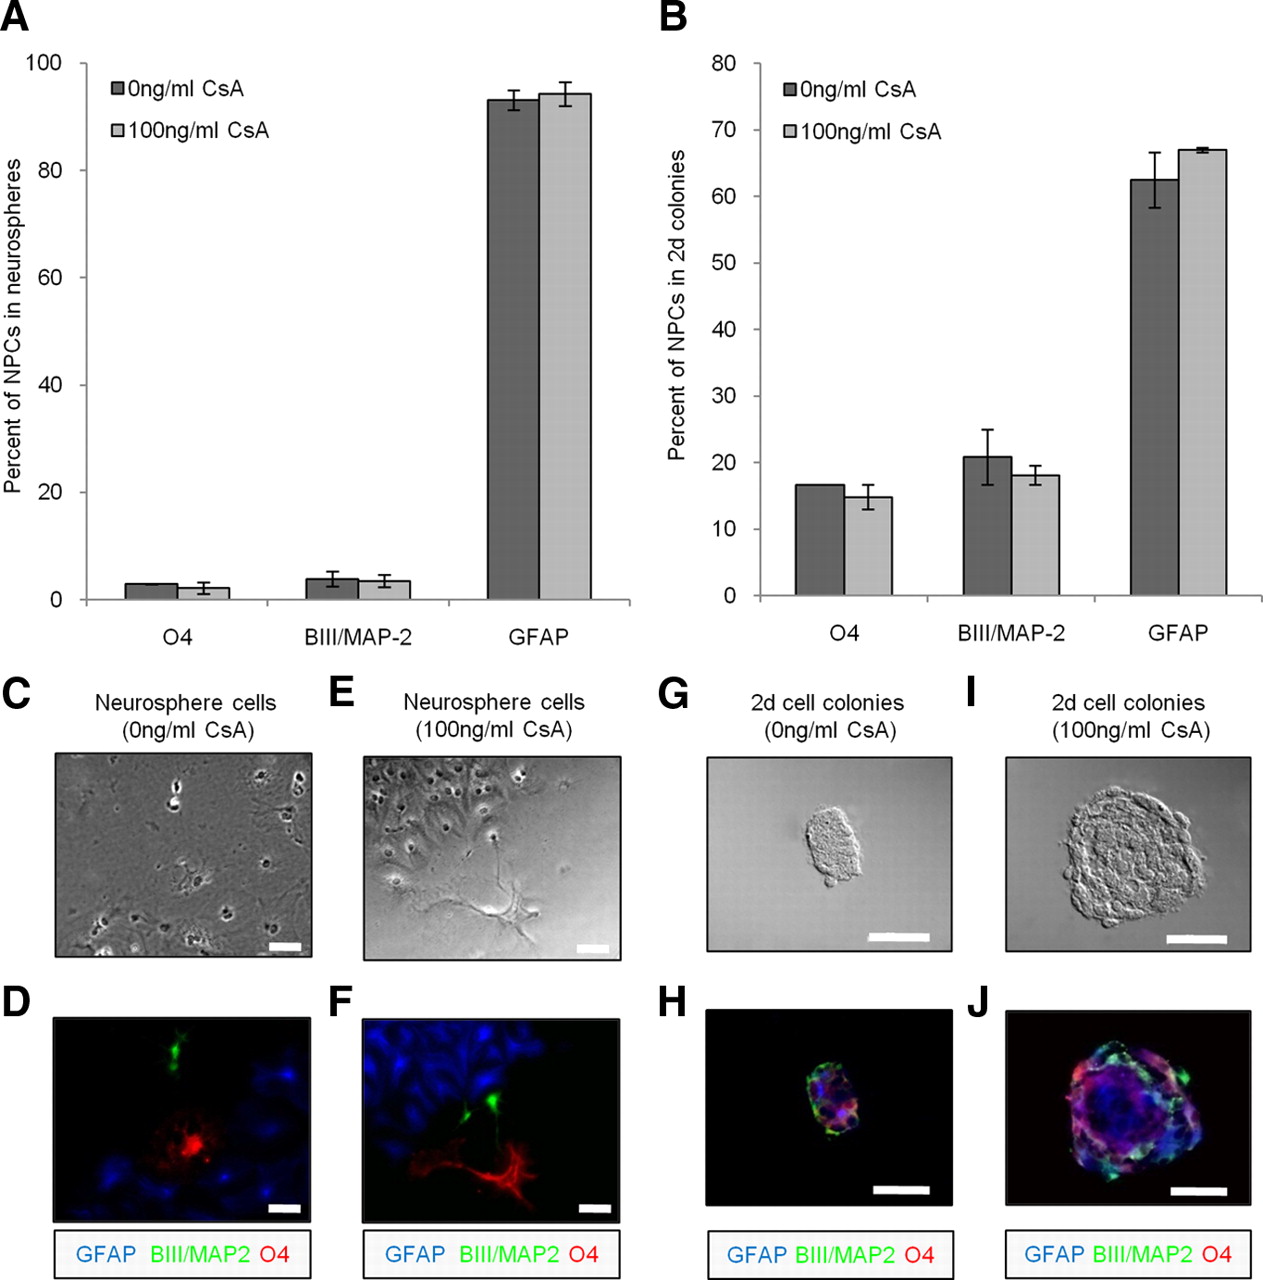 A
100
80
60
40
20
0
Percent of NPCs in neurospheres
0ng/ml CsA
100ng/ml CsA
O4 BIII/MAP-2 GFAP
B
80
70
60
50
40
30
20
10
0
Percent of NPCs in 2d colonies
0ng/ml CsA
100ng/ml CsA
O4 BIII/MAP-2 GFAP
C
Neurosphere cells
(0ng/ml CsA)
E
Neurosphere cells
(100ng/ml CsA)
G
2d cell colonies
(0ng/ml CsA)
I
2d cell colonies
(100ng/ml CsA)
D
GFAP BIII/MAP2 O4
F
GFAP BIII/MAP2 O4
H
GFAP BIII/MAP2 O4
J
GFAP BIII/MAP2 O4